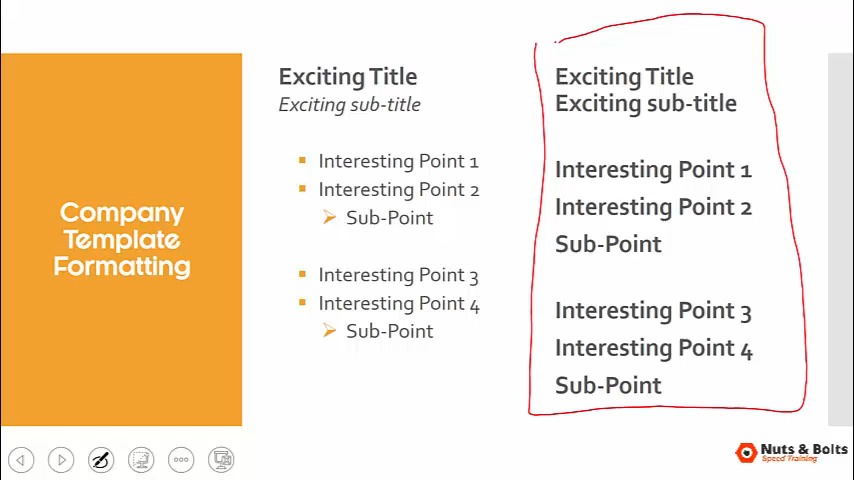 Company
Template
Formatting
Exciting Title
Exciting sub-title
Interesting Point 1
Interesting Point 2
Sub-Point
Interesting Point 3
Interesting Point 4
Sub-Point
Exciting Title
Exciting sub-title
Interesting Point 1
Interesting Point 2
Sub-Point
Interesting Point 3
Interesting Point 4
Sub-Point
Nuts & Bolts
Speed Training